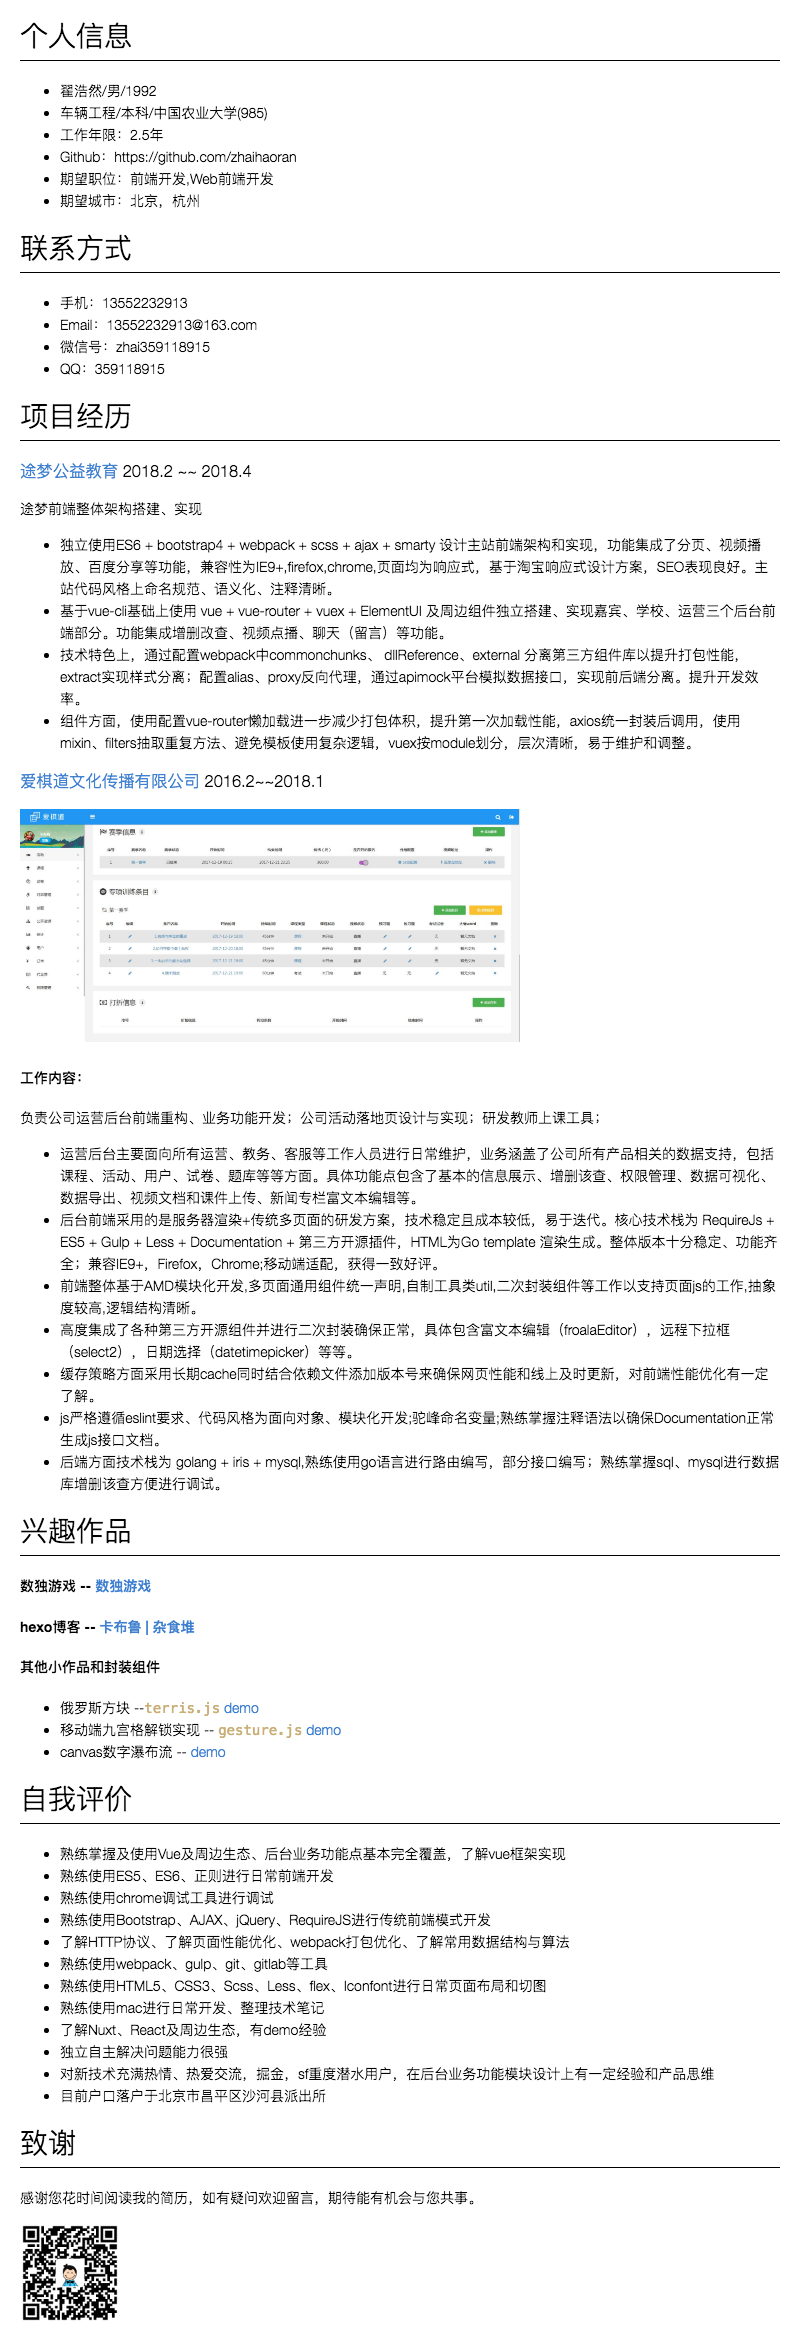 个人信息
翟浩然/男/1992
车辆工程/本科/中国农业大学(985)
工作年限：2.5年
Github：https://github.com/zhaihaoran
期望职位：前端开发,Web前端开发
期望城市：北京，杭州
联系方式
手机：13552232913
Email：13552232913@163.com
微信号：zhai359118915
QQ：359118915
项目经历
途梦公益教育 2018.2 ~~ 2018.4
途梦前端整体架构搭建、实现
独立使用ES6 + bootstrap4 + webpack + scss + ajax + smarty 设计主站前端架构和实现，功能集成了分页、视频播
放、百度分享等功能，兼容性为IE9+,firefox,chrome,页面均为响应式，基于淘宝响应式设计方案，SEO表现良好。主
站代码风格上命名规范、语义化、注释清晰。
基于vue-cli基础上使用 vue + vue-router + vuex + ElementUI 及周边组件独立搭建、实现嘉宾、学校、运营三个后台前
端部分。功能集成增删改查、视频点播、聊天（留言）等功能。
技术特色上，通过配置webpack中commonchunks、 dllReference、external 分离第三方组件库以提升打包性能，
extract实现样式分离；配置alias、proxy反向代理，通过apimock平台模拟数据接口，实现前后端分离。提升开发效
率。
组件方面，使用配置vue-router懒加载进一步减少打包体积，提升第一次加载性能，axios统一封装后调用，使用
mixin、filters抽取重复方法、避免模板使用复杂逻辑，vuex按module划分，层次清晰，易于维护和调整。
爱棋道文化传播有限公司 2016.2~~2018.1
爱棋道
赛季信息
专项训练条目
打折信息
工作内容：
负责公司运营后台前端重构、业务功能开发；公司活动落地页设计与实现；研发教师上课工具；
运营后台主要面向所有运营、教务、客服等工作人员进行日常维护，业务涵盖了公司所有产品相关的数据支持，包括
课程、活动、用户、试卷、题库等等方面。具体功能点包含了基本的信息展示、增删该查、权限管理、数据可视化、
数据导出、视频文档和课件上传、新闻专栏富文本编辑等。
后台前端采用的是服务器渲染+传统多页面的研发方案，技术稳定且成本较低，易于迭代。核心技术栈为 RequireJs +
ES5 + Gulp + Less + Documentation + 第三方开源插件，HTML为Go template 渲染生成。整体版本十分稳定、功能齐
全；兼容IE9+，Firefox，Chrome;移动端适配，获得一致好评。
前端整体基于AMD模块化开发,多页面通用组件统一声明,自制工具类util,二次封装组件等工作以支持页面js的工作,抽象
度较高,逻辑结构清晰。
高度集成了各种第三方开源组件并进行二次封装确保正常，具体包含富文本编辑（froalaEditor），远程下拉框
（select2），日期选择（datetimepicker）等等。
缓存策略方面采用长期cache同时结合依赖文件添加版本号来确保网页性能和线上及时更新，对前端性能优化有一定
了解。
js严格遵循eslint要求、代码风格为面向对象、模块化开发;驼峰命名变量;熟练掌握注释语法以确保Documentation正常
生成js接口文档。
后端方面技术栈为 golang + iris + mysql,熟练使用go语言进行路由编写，部分接口编写；熟练掌握sql、mysql进行数据
库增删该查方便进行调试。
兴趣作品
数独游戏 -- 数独游戏
hexo博客 -- 卡布鲁 | 杂食堆
其他小作品和封装组件
俄罗斯方块 --terris.js demo
移动端九宫格解锁实现 -- gesture.js demo
canvas数字瀑布流 -- demo
自我评价
熟练掌握及使用Vue及周边生态、后台业务功能点基本完全覆盖，了解vue框架实现
熟练使用ES5、ES6、正则进行日常前端开发
熟练使用chrome调试工具进行调试
熟练使用Bootstrap、AJAX、jQuery、RequireJS进行传统前端模式开发
了解HTTP协议、了解页面性能优化、webpack打包优化、了解常用数据结构与算法
熟练使用webpack、gulp、git、gitlab等工具
熟练使用HTML5、CSS3、Scss、Less、flex、Iconfont进行日常页面布局和切图
熟练使用mac进行日常开发、整理技术笔记
了解Nuxt、React及周边生态，有demo经验
独立自主解决问题能力很强
对新技术充满热情、热爱交流，掘金，sf重度潜水用户，在后台业务功能模块设计上有一定经验和产品思维
目前户口落户于北京市昌平区沙河县派出所
致谢
感谢您花时间阅读我的简历，如有疑问欢迎留言，期待能有机会与您共事。